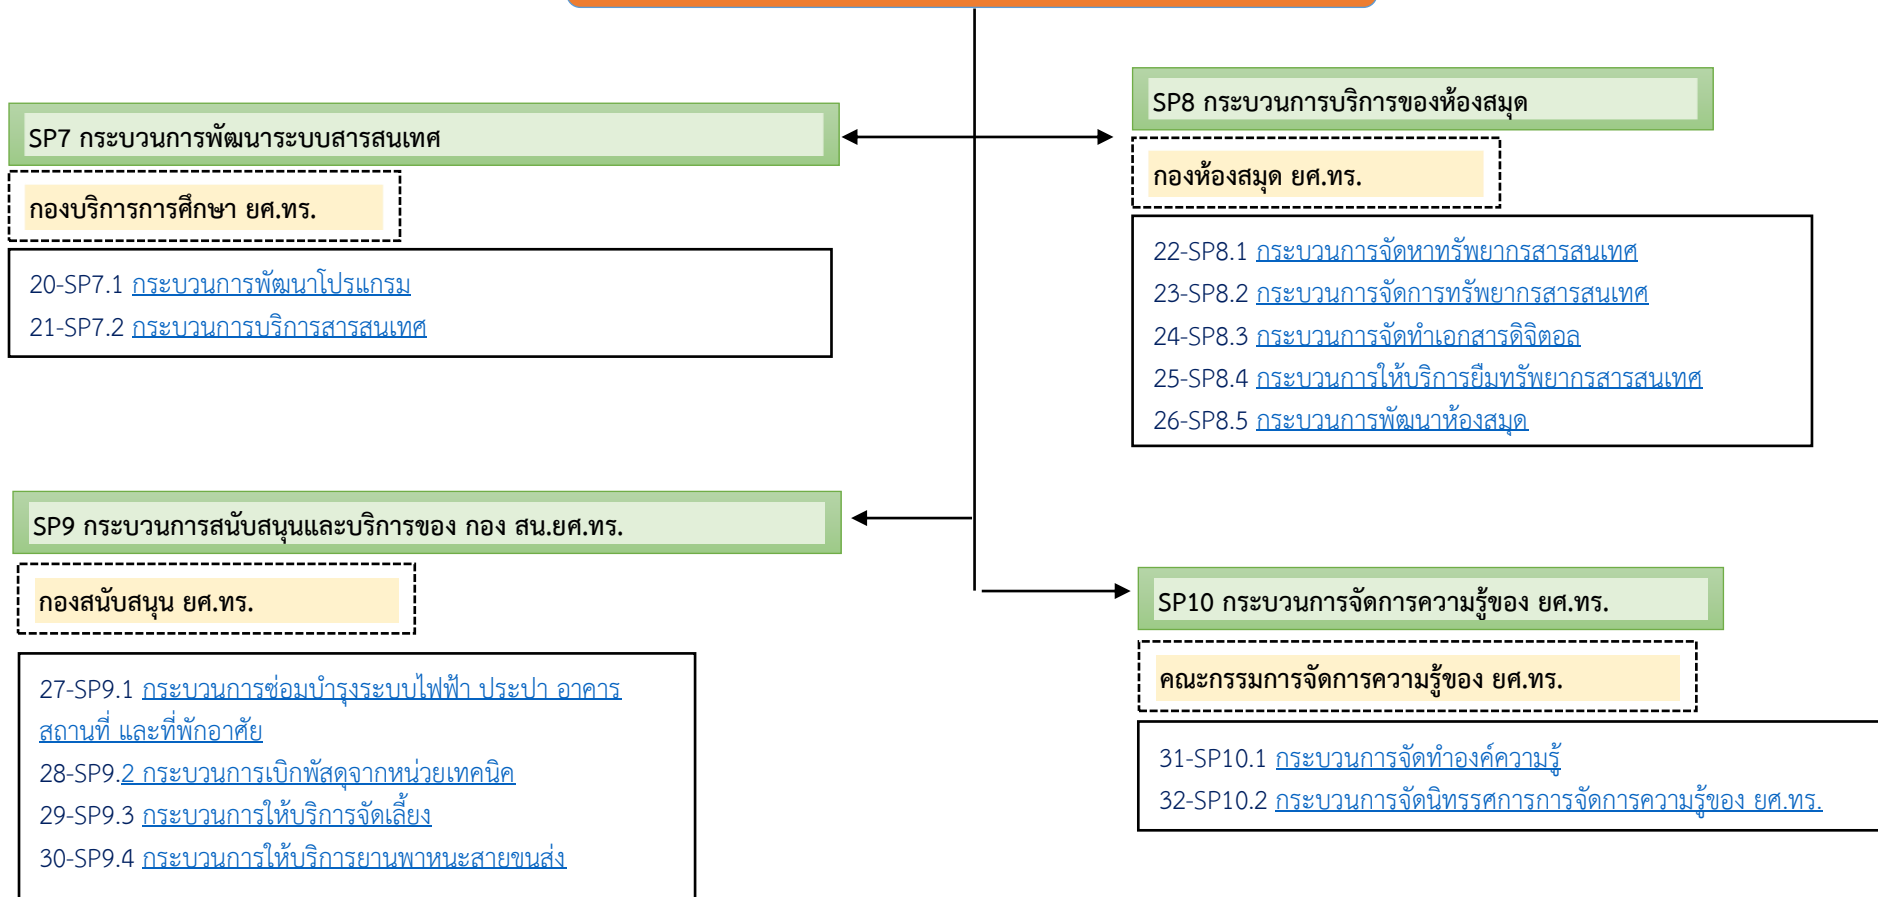 SP7 กระบวนการพัฒนาระบบสารสนเทศ
กองบริการการศึกษา ยศ.ทร.
20-SP7.1 กระบวนการพัฒนาโปรแกรม
21-SP7.2 กระบวนการบริการสารสนเทศ
SP8 กระบวนการบริการของห้องสมุด
กองห้องสมุด ยศ.ทร.
22-SP8.1 กระบวนการจัดหาทรัพยากรสารสนเทศ
23-SP8.2 กระบวนการจัดการทรัพยากรสารสนเทศ
24-SP8.3 กระบวนการจัดทำเอกสารดิจิตอล
25-SP8.4 กระบวนการให้บริการยืมทรัพยากรสารสนเทศ
26-SP8.5 กระบวนการพัฒนาห้องสมุด
SP9 กระบวนการสนับสนุนและบริการของ กอง สน.ยศ.ทร.
กองสนับสนุน ยศ.ทร.
27-SP9.1 กระบวนการซ่อมบำรุงระบบไฟฟ้า ประปา อาคาร
สถานที่ และที่พักอาศัย
28-SP9.2 กระบวนการเบิกพัสดุจากหน่วยเทคนิค
29-SP9.3 กระบวนการให้บริการจัดเลี้ยง
30-SP9.4 กระบวนการให้บริการยานพาหนะสายขนส่ง
SP10 กระบวนการจัดการความรู้ของ ยศ.ทร.
คณะกรรมการจัดการความรู้ของ ยศ.ทร.
31-SP10.1 กระบวนการจัดทำองค์ความรู้
32-SP10.2 กระบวนการจัดนิทรรศการการจัดการความรู้ของ ยศ.ทร.